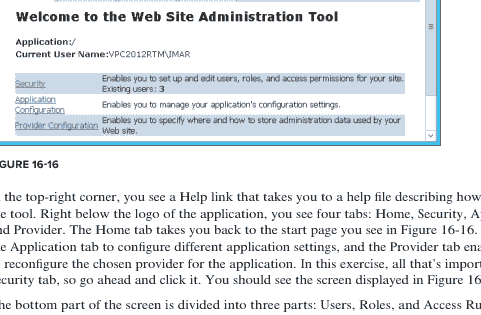 Welcome to the Web Site Administration Tool
Application:/
Current User Name:VPC2012RTM\IMAR
Security Enables you to set up and edit users, roles, and access permissions for your site.
Existing users: 3
Application Configuration Enables you to manage your application's configuration settings.
Provider Configuration Enables you to specify where and how to store administration data used by your
Web site.
GURE 16-16
the top-right corner, you see a Help link that takes you to a help file describing how
e tool. Right below the logo of the application, you see four tabs: Home, Security, A
nd Provider. The Home tab takes you back to the start page you see in Figure 16-16.
e Application tab to configure different application settings, and the Provider tab ena
reconfigure the chosen provider for the application. In this exercise, all that's import
ecurity tab, so go ahead and click it. You should see the screen displayed in Figure 16
he bottom part of the screen is divided into three parts: Users, Roles, and Access Ru